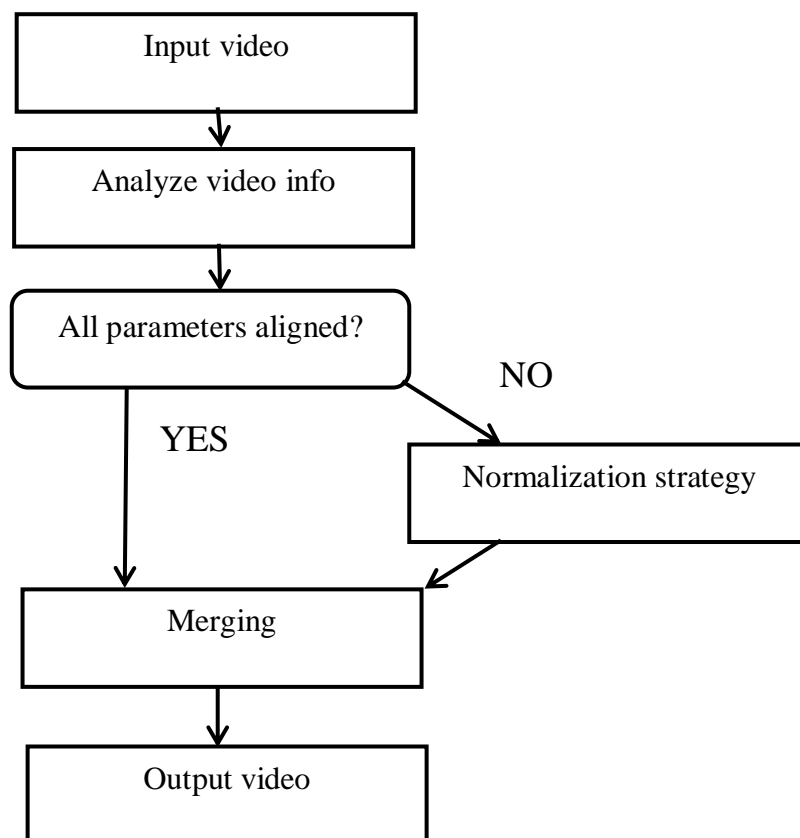 Input video
Analyze video info
All parameters aligned?
NO
YES
Normalization strategy
Merging
Output video